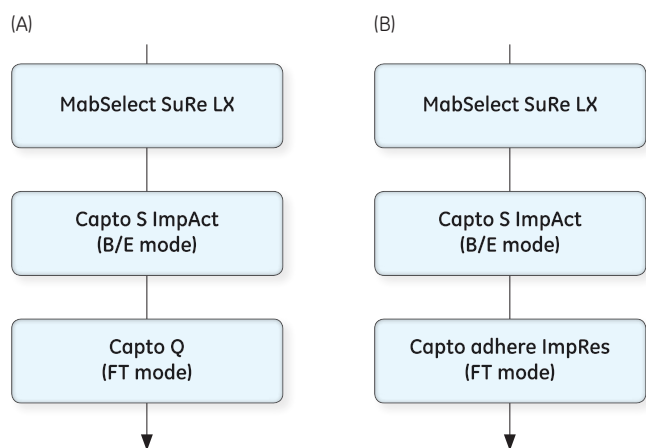 (A)
MabSelect SuRe LX
Capto S ImpAct
(B/E mode)
Capto Q
(FT mode)
(B)
MabSelect SuRe LX
Capto S ImpAct
(B/E mode)
Capto adhere ImpRes
(FT mode)